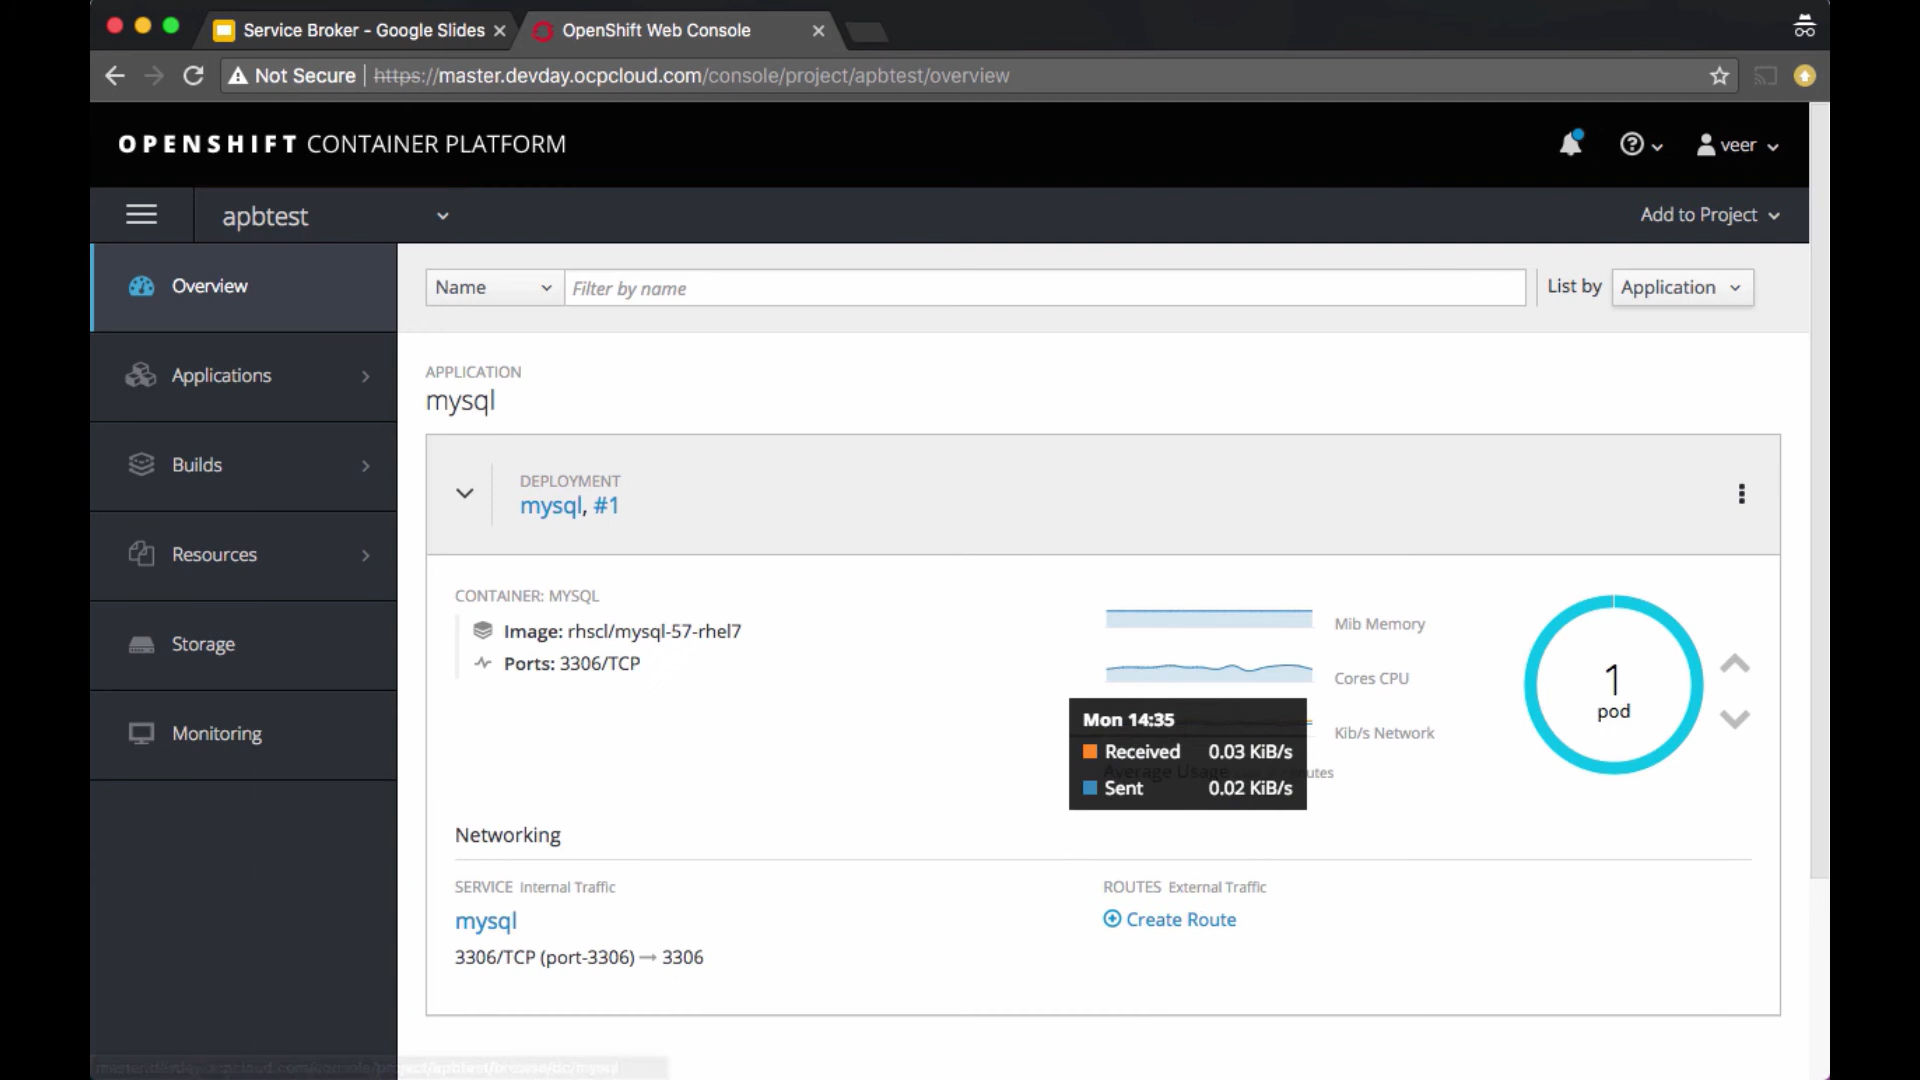 Service Broker - Google Slides
OpenShift Web Console
Not Secure | https://master.devday.ocpcloud.com/console/project/apbtest/overview
OPENSHIFT CONTAINER PLATFORM
veer
apbtest
Add to Project
Overview
Applications
Builds
Resources
Storage
Monitoring
Name
Filter by name
List by
Application
APPLICATION
mysql
DEPLOYMENT
mysql, #1
CONTAINER: MYSQL
Image: rhscl/mysql-57-rhel7
Ports: 3306/TCP
Mib Memory
Cores CPU
Kib/s Network
Mon 14:35
Received 0.03 KiB/s
Sent 0.02 KiB/s
Average Usage
1
pod
Networking
SERVICE Internal Traffic
mysql
3306/TCP (port-3306) → 3306
ROUTES External Traffic
Create Route